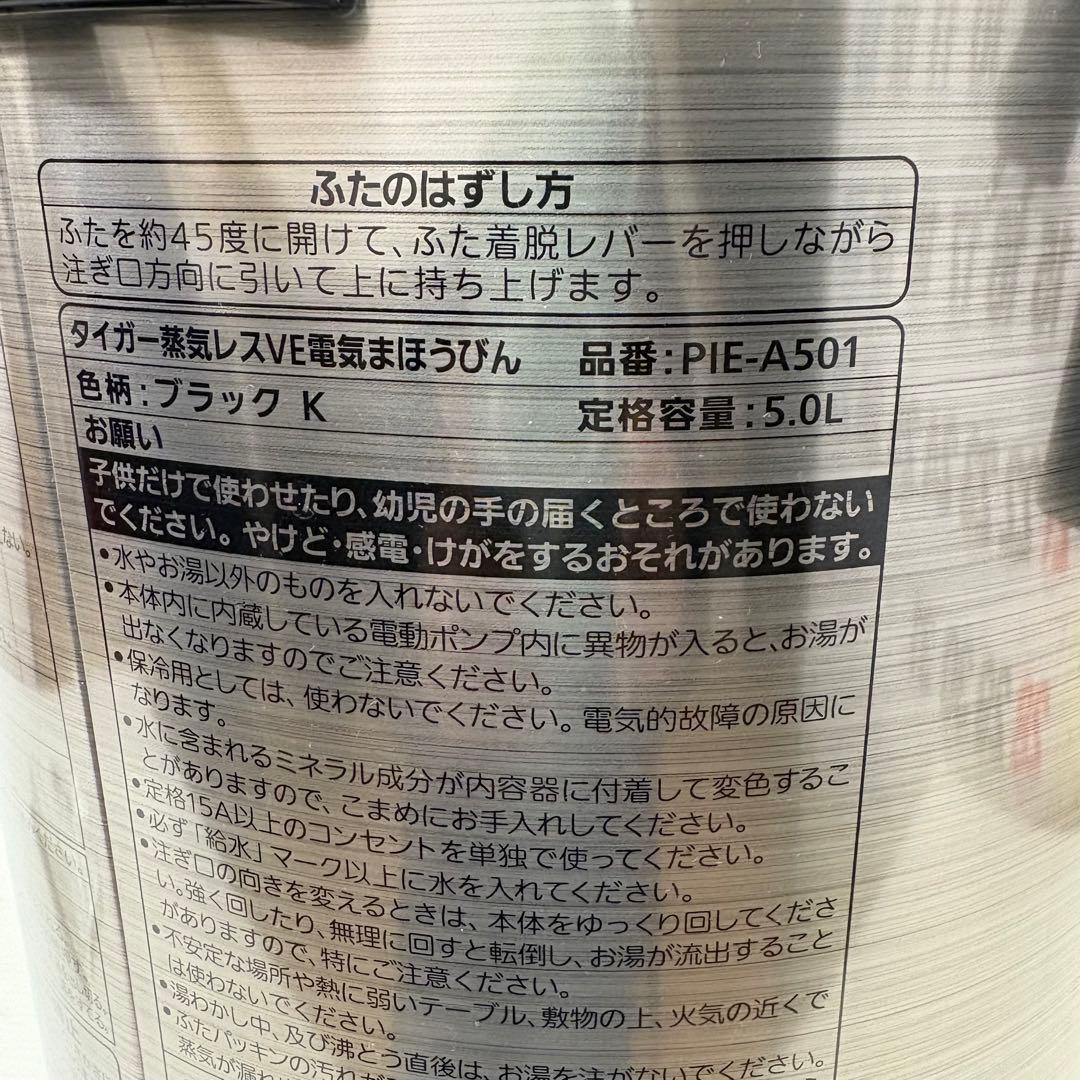 ふたのはずし方
ふたを約45度に開けて、ふた着脱レバーを押しながら
注ぎ口方向に引いて上に持ち上げます。
タイガー蒸気レスVE電気まほうびん 品番:PIE-A501
色柄:ブラック K 定格容量:5.0L
お願い
子供だけで使わせたり、幼児の手の届くところで使わない
でください。やけど・感電・けがをするおそれがあります。
•水やお湯以外のものを入れないでください。
•本体内に内蔵している電動ポンプ内に異物が入ると、お湯が
出なくなりますのでご注意ください。
•保冷用としては、使わないでください。電気的故障の原因に
なります。
•水に含まれるミネラル成分が内容器に付着して変色するこ
とがありますので、こまめにお手入れしてください。
•定格15A以上のコンセントを単独で使ってください。
•必ず「給水」マーク以上に水を入れてください。
•注ぎ口の向きを変えるときは、本体をゆっくり回してくださ
い。強く回したり、無理に回すと転倒し、お湯が流出すること
がありますので、特にご注意ください。
•不安定な場所や熱に弱いテーブル、敷物の上、火気の近くで
は使わないでください。
•湯わかし中、及び沸とう直後は、お湯を注がないでください。
•ふたパッキンの汚れが
蒸気が漏れ